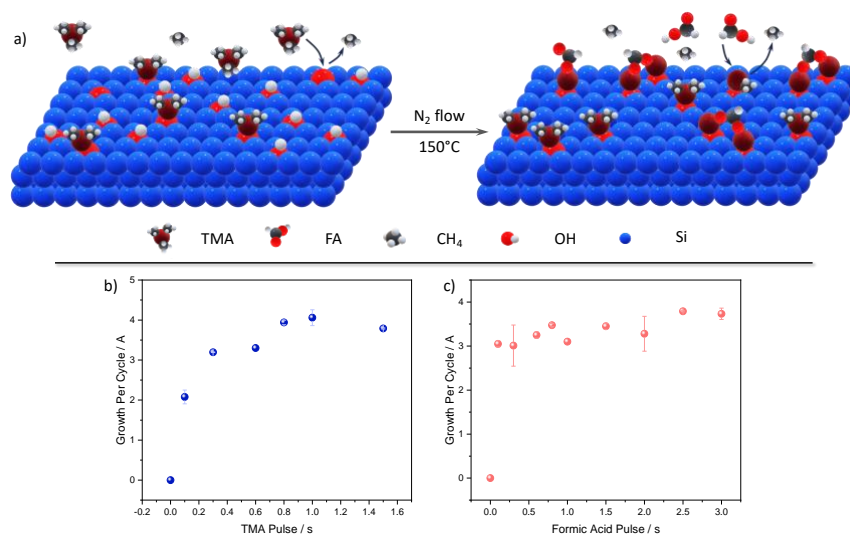 a)
N₂ flow
150°C
TMA
FA
CH₄
OH
Si
b)
5
4
3
2
1
0
Growth Per Cycle / A
-0.2 0.0 0.2 0.4 0.6 0.8 1.0 1.2 1.4 1.6
TMA Pulse / s
c)
4
3
2
1
0
Growth Per Cycle / A
0.0 0.5 1.0 1.5 2.0 2.5 3.0
Formic Acid Pulse / s